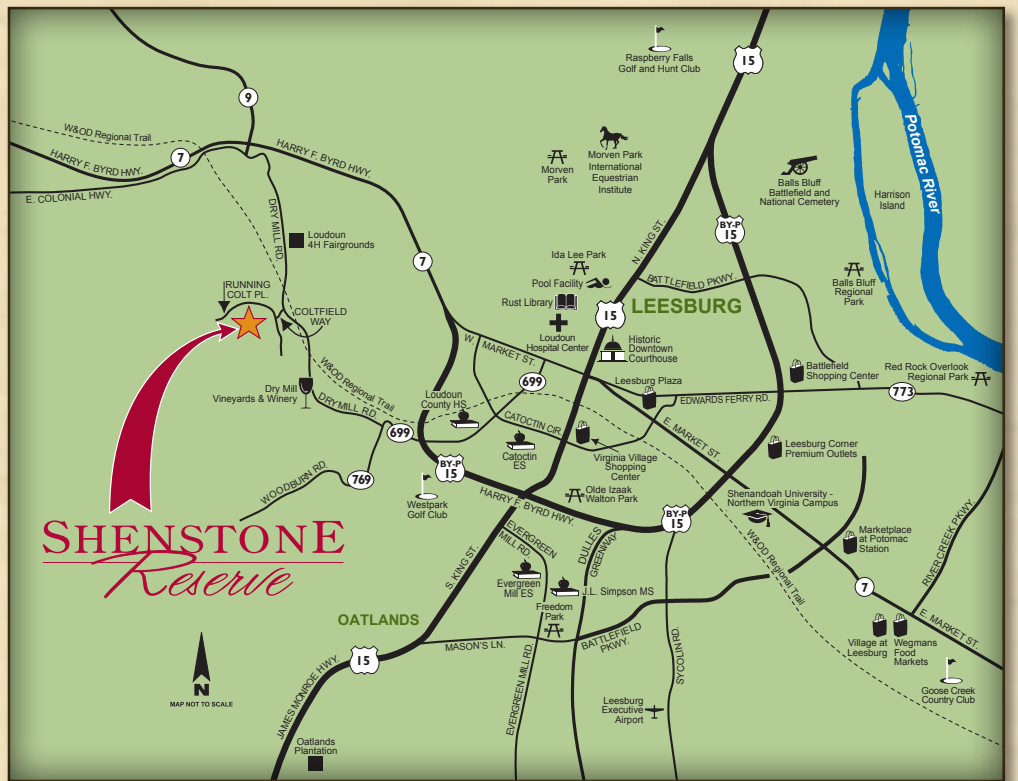 Raspberry Falls
Golf and Hunt Club
15
9
W&OD Regional Trail
HARRY F. BYRD HWY.
7
HARRY F. BYRD HWY.
E. COLONIAL HWY.
Morven
Park
Morven Park
International
Equestrian
Institute
Balls Bluff
Battlefield and
National Cemetery
Potomac River
Harrison
Island
DRY MILL RD.
Loudoun
4H Fairgrounds
7
N. KING ST.
BY-P
15
Ida Lee Park
Pool Facility
Rust Library
Loudoun
Hospital Center
BATTLEFIELD PKWY.
15
LEESBURG
Balls Bluff
Regional
Park
RUNNING
COLT PL.
COLTFIELD
WAY
W. MARKET ST.
Historic
Downtown
Courthouse
Battlefield
Shopping Center
Red Rock Overlook
Regional Park
699
Leesburg Plaza
EDWARDS FERRY RD.
773
W&OD Regional Trail
Dry Mill
Vineyards & Winery
DRY MILL RD.
699
Loudoun
County HS
CATOCTIN CIR.
Catoctin
ES
Virginia Village
Shopping
Center
E. MARKET ST.
Leesburg Corner
Premium Outlets
WOODBURN RD.
769
BY-P
15
Westpark
Golf Club
HARRY F. BYRD HWY.
Olde Izaak
Walton Park
BY-P
15
Shenandoah University -
Northern Virginia Campus
W&OD Regional Trail
Marketplace
at Potomac
Station
RIVER CREEK PKWY.
SHENSTONE
Reserve
S. KING ST.
EVERGREEN
MILL RD.
DULLES
GREENWAY
Evergreen
Mill ES
J.L. Simpson MS
Freedom
Park
7
E. MARKET ST.
OATLANDS
MASON'S LN.
BATTLEFIELD
PKWY.
SYCOLIN RD.
Village at
Leesburg
Wegmans
Food
Markets
Goose Creek
Country Club
15
JAMES MONROE HWY.
EVERGREEN MILL RD.
Leesburg
Executive
Airport
N
MAP NOT TO SCALE
Oatlands
Plantation